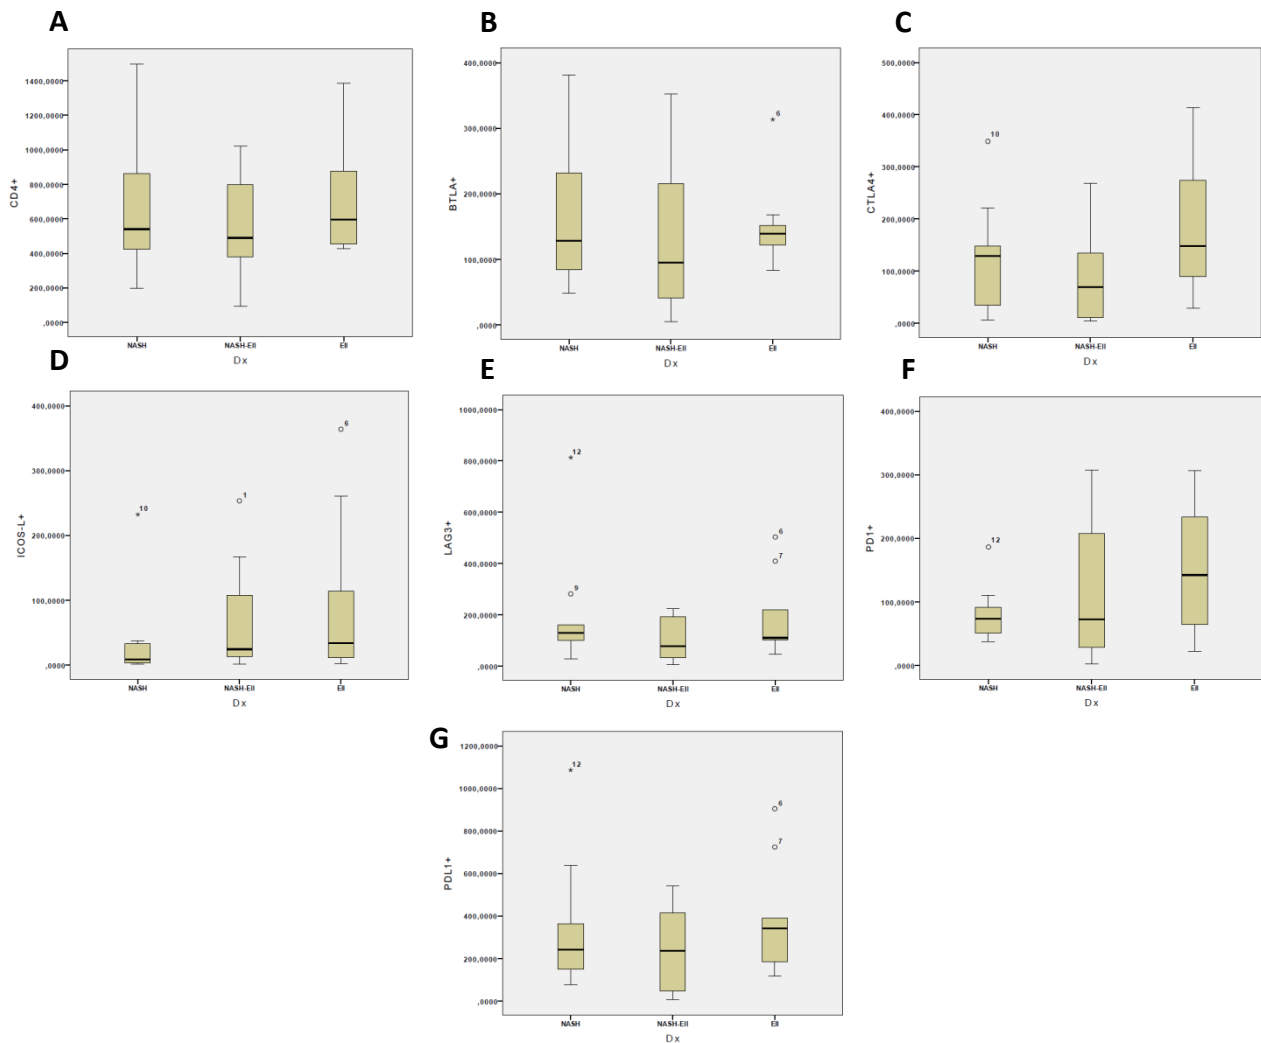 A
CD4+
1400,0000
1200,0000
1000,0000
800,0000
600,0000
400,0000
200,0000
,0000
NASH NASH-EII EII
Dx
B
BTLA+
400,0000
300,0000
200,0000
100,0000
,0000
6
NASH NASH-EII EII
Dx
C
CTLA4+
500,0000
400,0000
300,0000
200,0000
100,0000
,0000
10
NASH NASH-EII EII
Dx
D
ICOS-L+
400,0000
300,0000
200,0000
100,0000
,0000
10
1
6
NASH NASH-EII EII
Dx
E
LAG3+
1000,0000
800,0000
600,0000
400,0000
200,0000
,0000
12
9
6
7
NASH NASH-EII EII
Dx
F
PD1+
400,0000
300,0000
200,0000
100,0000
,0000
12
NASH NASH-EII EII
Dx
G
PDL1+
1200,0000
1000,0000
800,0000
600,0000
400,0000
200,0000
,0000
12
6
7
NASH NASH-EII EII
Dx